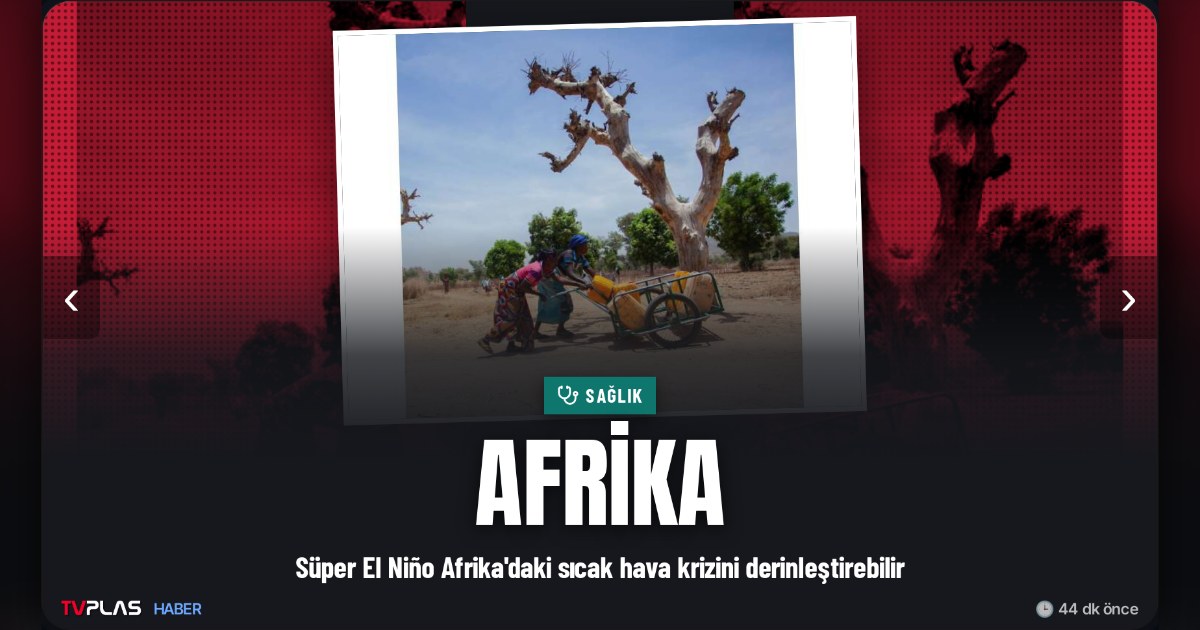 SAĞLIK
AFRİKA
Süper El Niño Afrika'daki sıcak hava krizini derinleştirebilir
TVPLAS HABER
44 dk önce